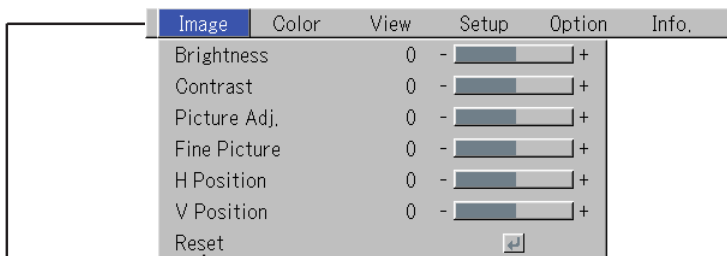 Image Color View Setup Option Info.
Brightness 0 - +
Contrast 0 - +
Picture Adj. 0 - +
Fine Picture 0 - +
H Position 0 - +
V Position 0 - +
Reset